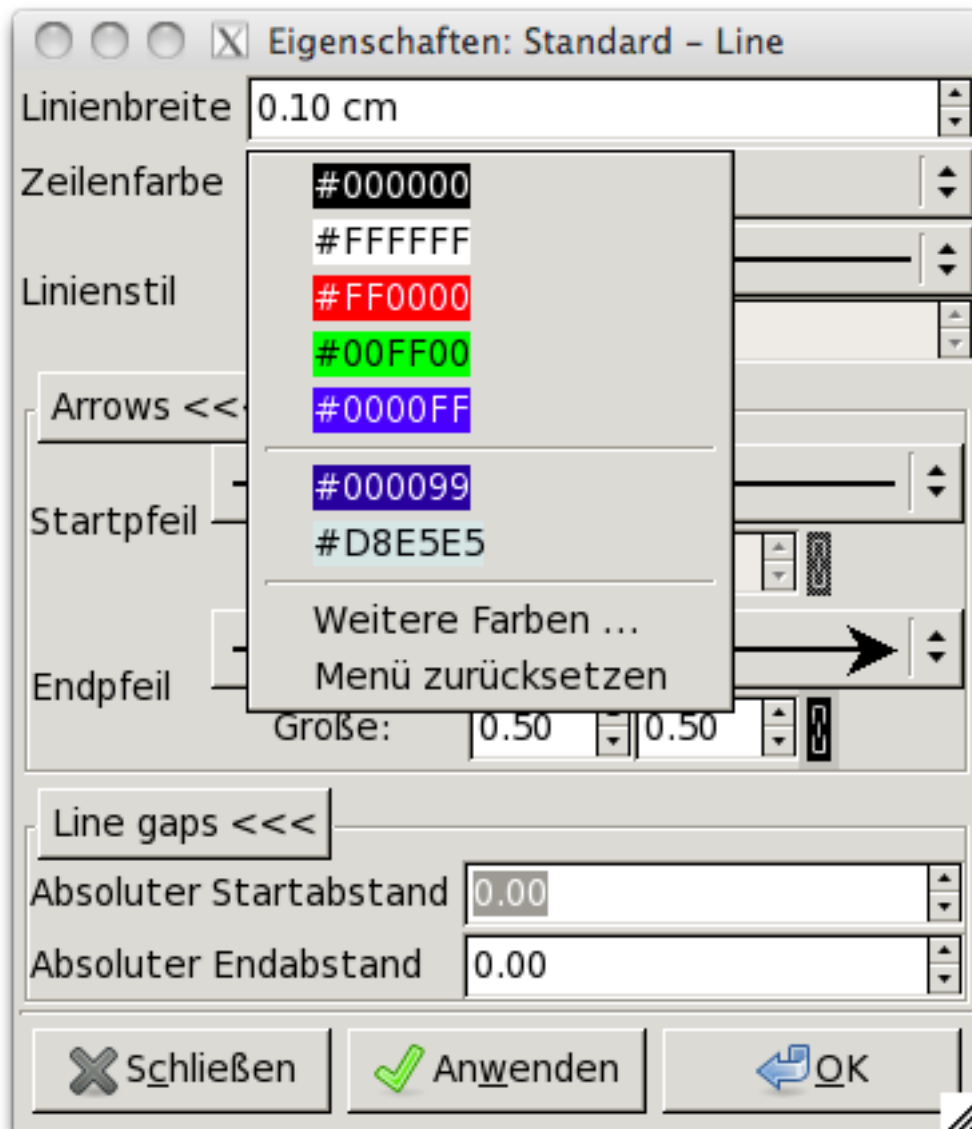 X Eigenschaften: Standard – Line
Linienbreite 0.10 cm
Zeilenfarbe
#000000
#FFFFFF
Linienstil
#FF0000
#00FF00
Arrows <<
#0000FF
#000099
Startpfeil
#D8E5E5
Weitere Farben ...
Menü zurücksetzen
Endpfeil
Größe: 0.50 0.50
Line gaps <<<
Absoluter Startabstand 0.00
Absoluter Endabstand 0.00
Schließen Anwenden OK